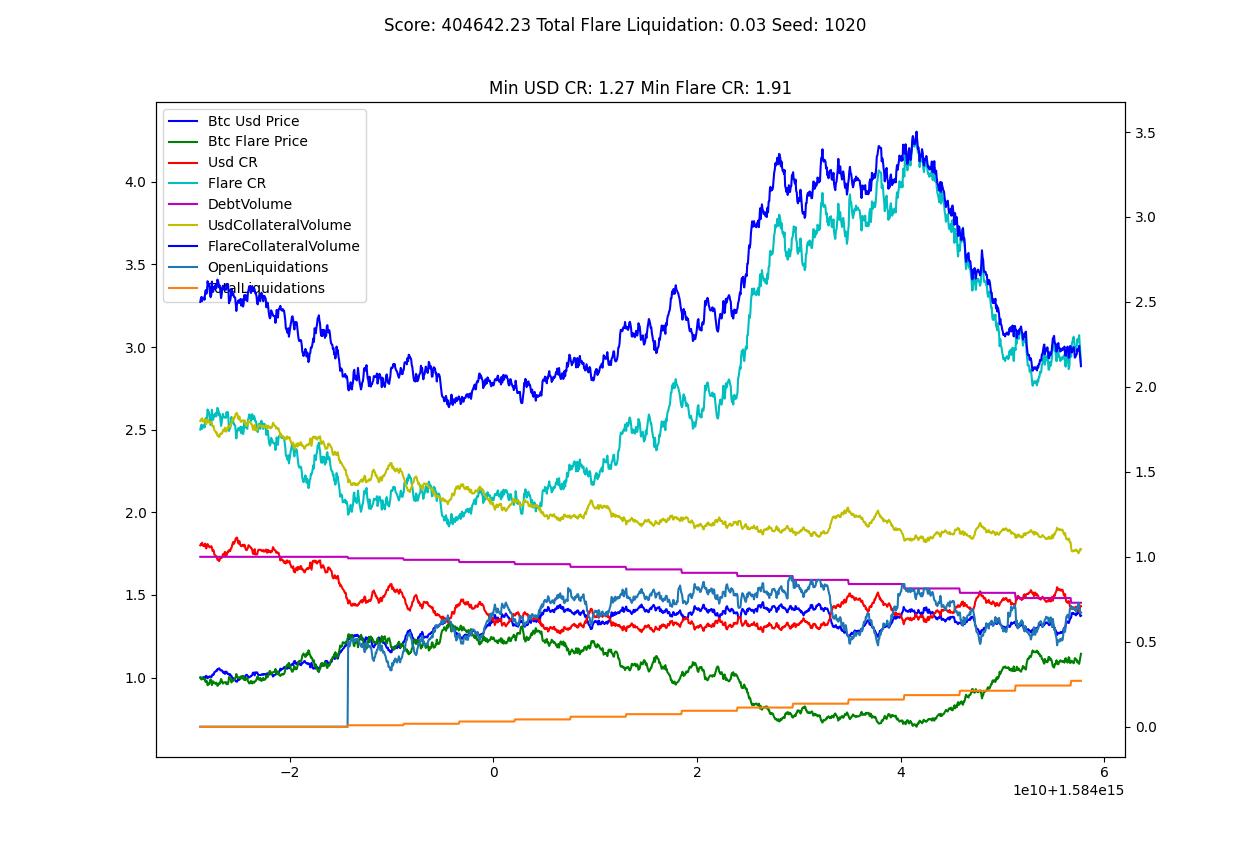 Score: 404642.23 Total Flare Liquidation: 0.03 Seed: 1020
Min USD CR: 1.27 Min Flare CR: 1.91
Btc Usd Price
Btc Flare Price
Usd CR
Flare CR
DebtVolume
UsdCollateralVolume
FlareCollateralVolume
OpenLiquidations
TotalLiquidations
4.0
3.5
3.0
2.5
2.0
1.5
1.0
3.5
3.0
2.5
2.0
1.5
1.0
0.5
0.0
−2
0
2
4
6
1e10+1.584e15